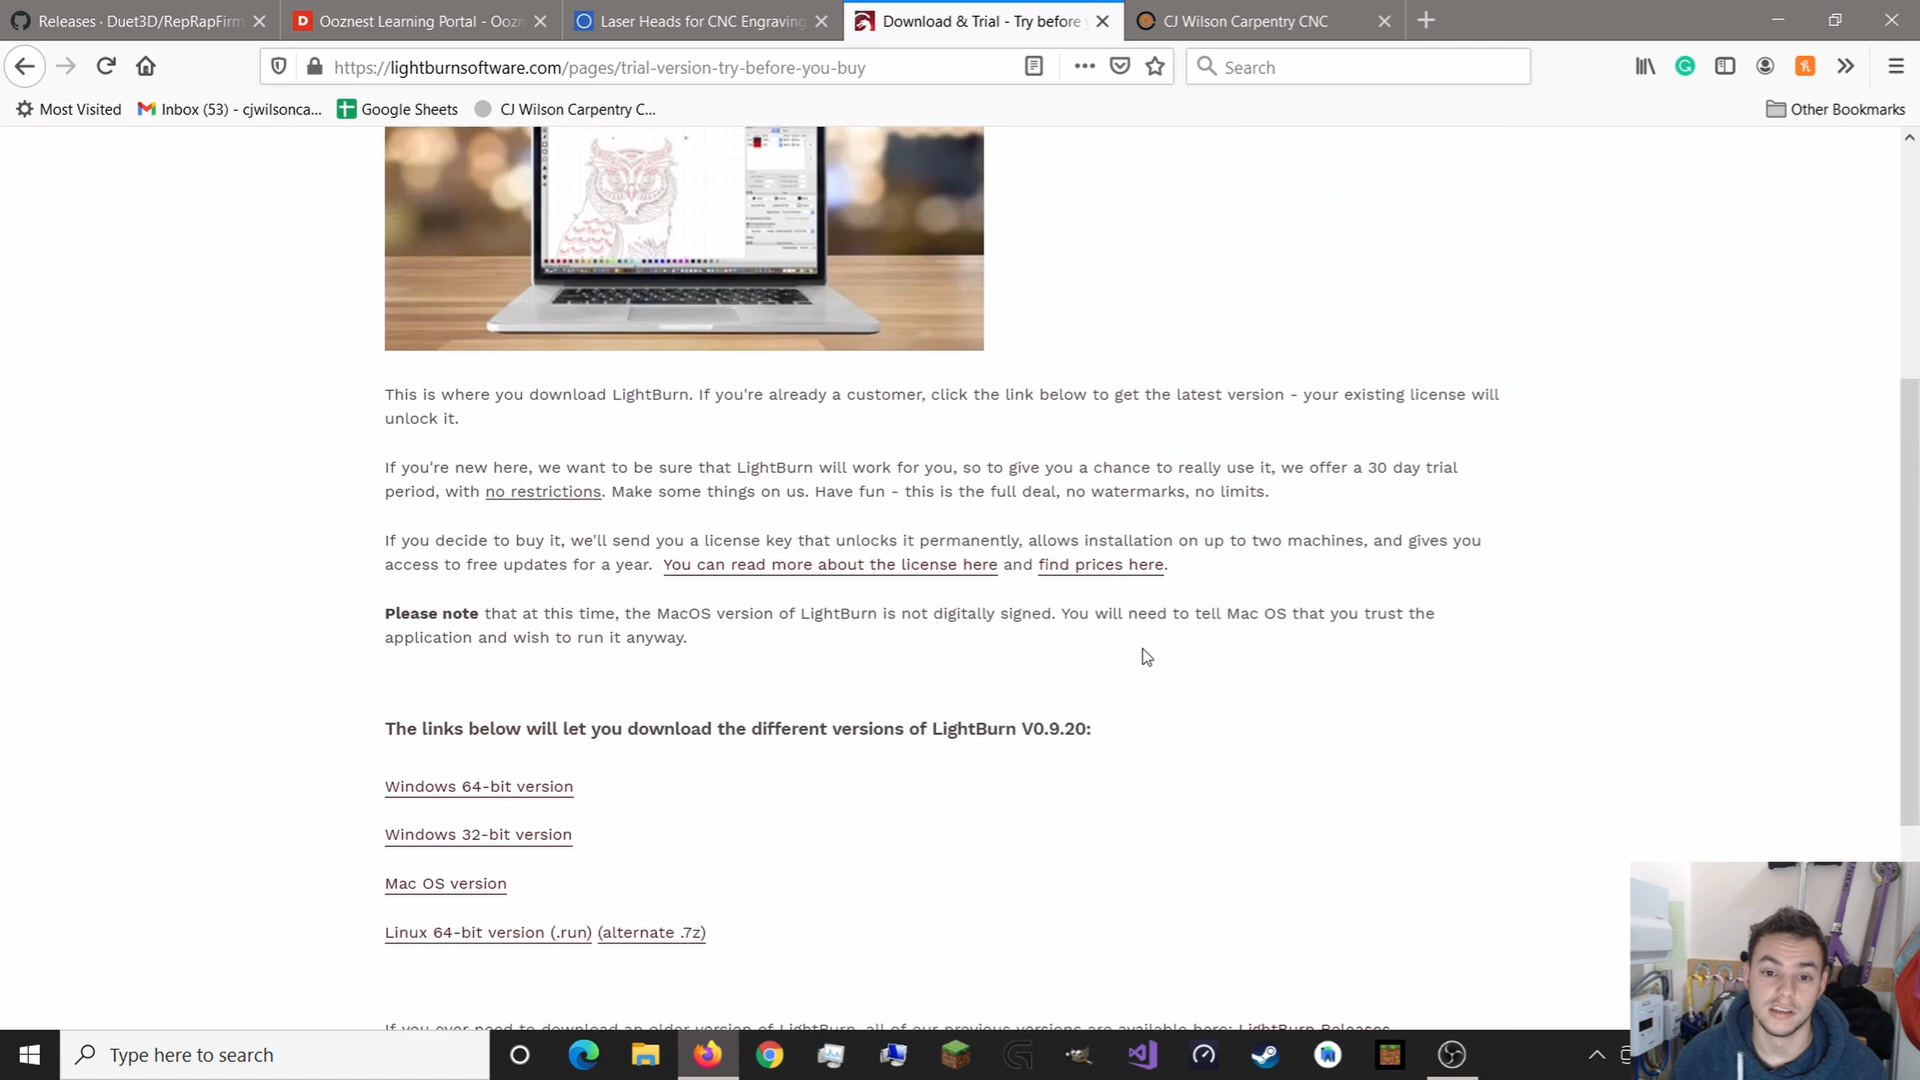 Releases · Duet3D/RepRapFirm
Ooznest Learning Portal - Oozn
Laser Heads for CNC Engraving
Download & Trial - Try before
CJ Wilson Carpentry CNC
https://lightburnsoftware.com/pages/trial-version-try-before-you-buy
Search
Most Visited
Inbox (53) - cjwilsonca...
Google Sheets
CJ Wilson Carpentry C...
Other Bookmarks
This is where you download LightBurn. If you're already a customer, click the link below to get the latest version - your existing license will
unlock it.
If you're new here, we want to be sure that LightBurn will work for you, so to give you a chance to really use it, we offer a 30 day trial
period, with no restrictions. Make some things on us. Have fun - this is the full deal, no watermarks, no limits.
If you decide to buy it, we'll send you a license key that unlocks it permanently, allows installation on up to two machines, and gives you
access to free updates for a year. You can read more about the license here and find prices here.
Please note that at this time, the MacOS version of LightBurn is not digitally signed. You will need to tell Mac OS that you trust the
application and wish to run it anyway.
The links below will let you download the different versions of LightBurn V0.9.20:
Windows 64-bit version
Windows 32-bit version
Mac OS version
Linux 64-bit version (.run) (alternate .7z)
If you ever need to download an older version of LightBurn, all of our previous versions are available here: LightBurn Releases
Type here to search